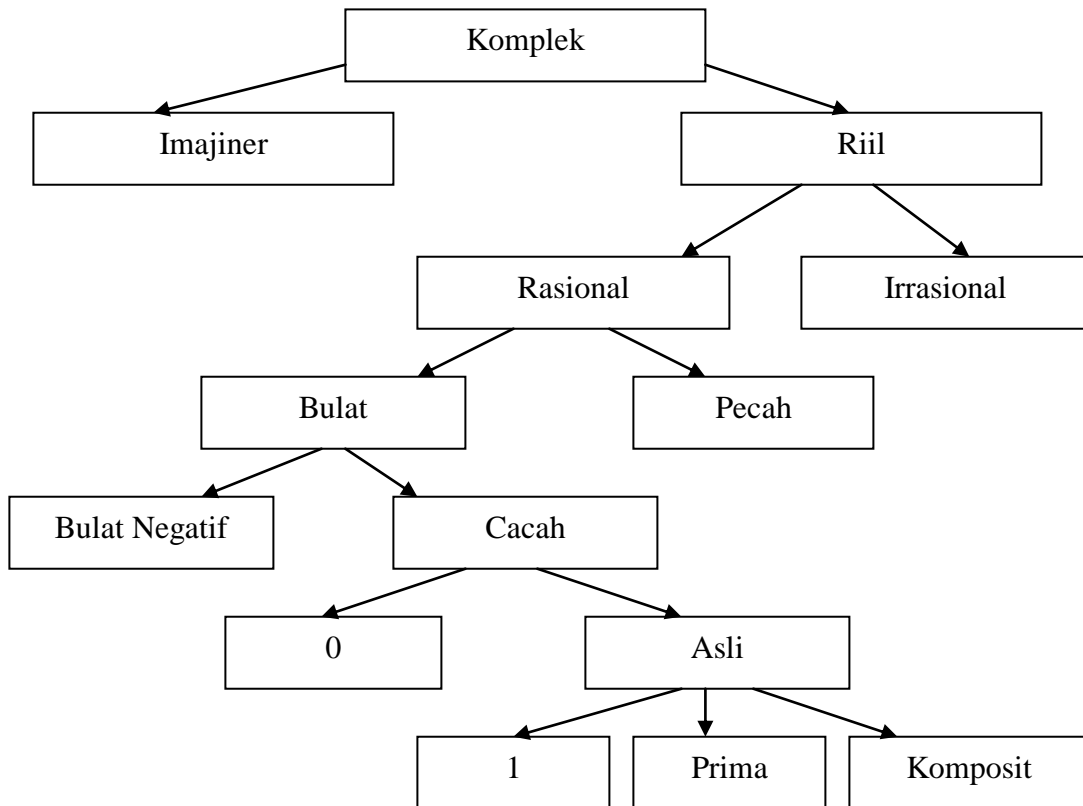 Komplek
Imajiner
Riil
Rasional
Irrasional
Bulat
Pecah
Bulat Negatif
Cacah
0
Asli
1
Prima
Komposit